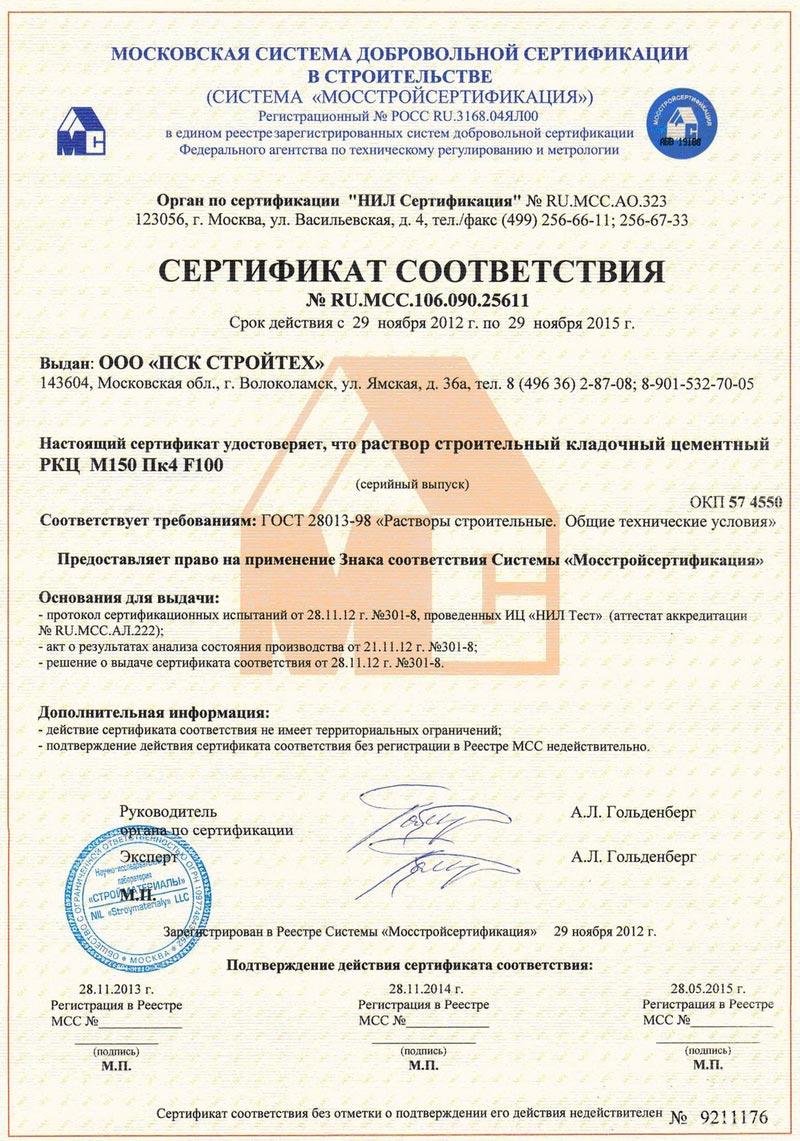 МОСКОВСКАЯ СИСТЕМА ДОБРОВОЛЬНОЙ СЕРТИФИКАЦИИ
В СТРОИТЕЛЬСТВЕ
(СИСТЕМА «МОССТРОЙСЕРТИФИКАЦИЯ»)
Регистрационный № РОСС RU.3168.04ЯЛ00
в едином реестре зарегистрированных систем добровольной сертификации
Федерального агентства по техническому регулированию и метрологии
МС
МОССТРОЙСЕРТИФИКАЦИЯ
Орган по сертификации "НИЛ Сертификация" № RU.МСС.АО.323
123056, г. Москва, ул. Васильевская, д. 4, тел./факс (499) 256-66-11; 256-67-33
СЕРТИФИКАТ СООТВЕТСТВИЯ
№ RU.МСС.106.090.25611
Срок действия с 29 ноября 2012 г. по 29 ноября 2015 г.
Выдан: ООО «ПСК СТРОЙТЕХ»
143604, Московская обл., г. Волоколамск, ул. Ямская, д. 36а, тел. 8 (496 36) 2-87-08; 8-901-532-70-05
Настоящий сертификат удостоверяет, что раствор строительный кладочный цементный
РКЦ М150 Пк4 F100
(серийный выпуск)
ОКП 57 4550
Соответствует требованиям: ГОСТ 28013-98 «Растворы строительные. Общие технические условия»
Предоставляет право на применение Знака соответствия Системы «Мосстройсертификация»
Основания для выдачи:
- протокол сертификационных испытаний от 28.11.12 г. №301-8, проведенных ИЦ «НИЛ Тест» (аттестат аккредитации
№ RU.МСС.АЛ.222);
- акт о результатах анализа состояния производства от 21.11.12 г. №301-8;
- решение о выдаче сертификата соответствия от 28.11.12 г. №301-8.
Дополнительная информация:
- действие сертификата соответствия не имеет территориальных ограничений;
- подтверждение действия сертификата соответствия без регистрации в Реестре МСС недействительно.
Руководитель
органа по сертификации
А.Л. Гольденберг
Эксперт
А.Л. Гольденберг
М.П.
«СТРОЙМАТЕРИАЛЫ»
NIL «Stroymaterialy» LLC
Зарегистрирован в Реестре Системы «Мосстройсертификация» 29 ноября 2012 г.
Подтверждение действия сертификата соответствия:
28.11.2013 г. 28.11.2014 г. 28.05.2015 г.
Регистрация в Реестре Регистрация в Реестре Регистрация в Реестре
МСС №____________ МСС №____________ МСС №____________
(подпись) (подпись) (подпись)
М.П. М.П. М.П.
Сертификат соответствия без отметки о подтверждении его действия недействителен № 9211176